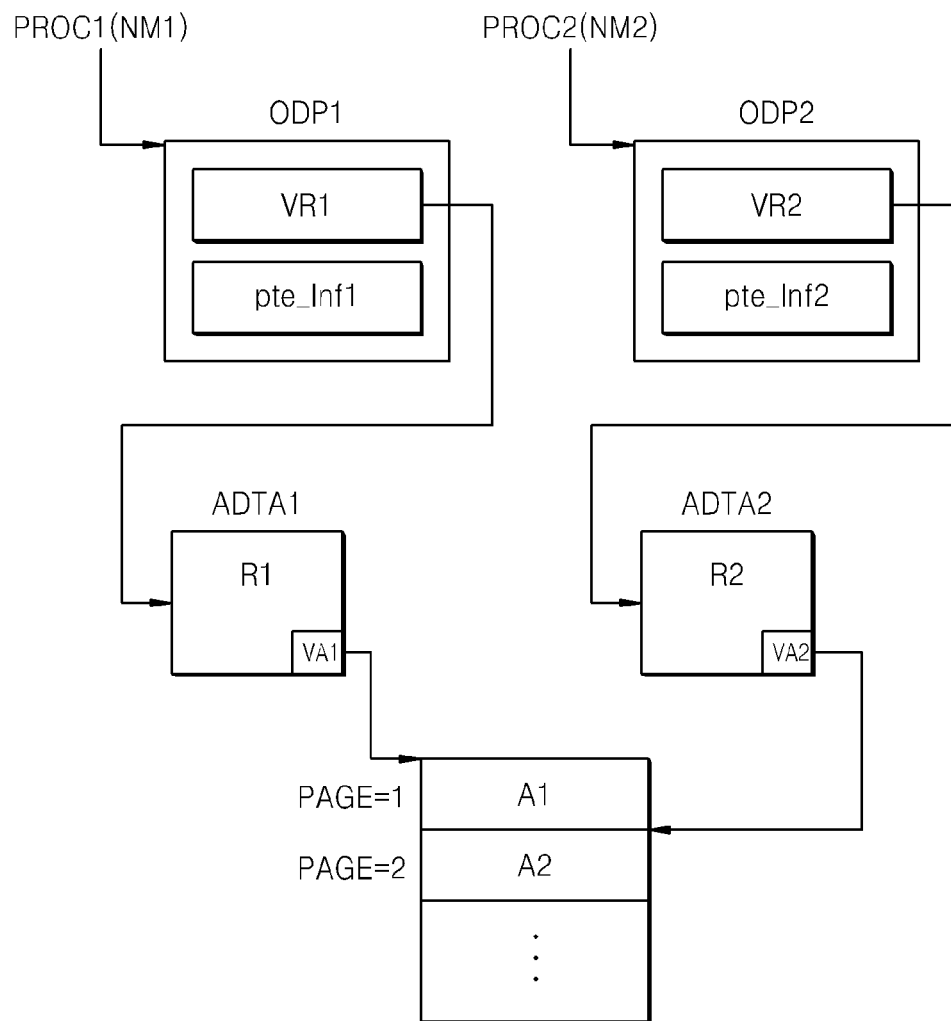 PROC1(NM1)
PROC2(NM2)
ODP1
ODP2
VR1
VR2
pte_Inf1
pte_Inf2
ADTA1
ADTA2
R1
R2
VA1
VA2
PAGE=1
A1
PAGE=2
A2